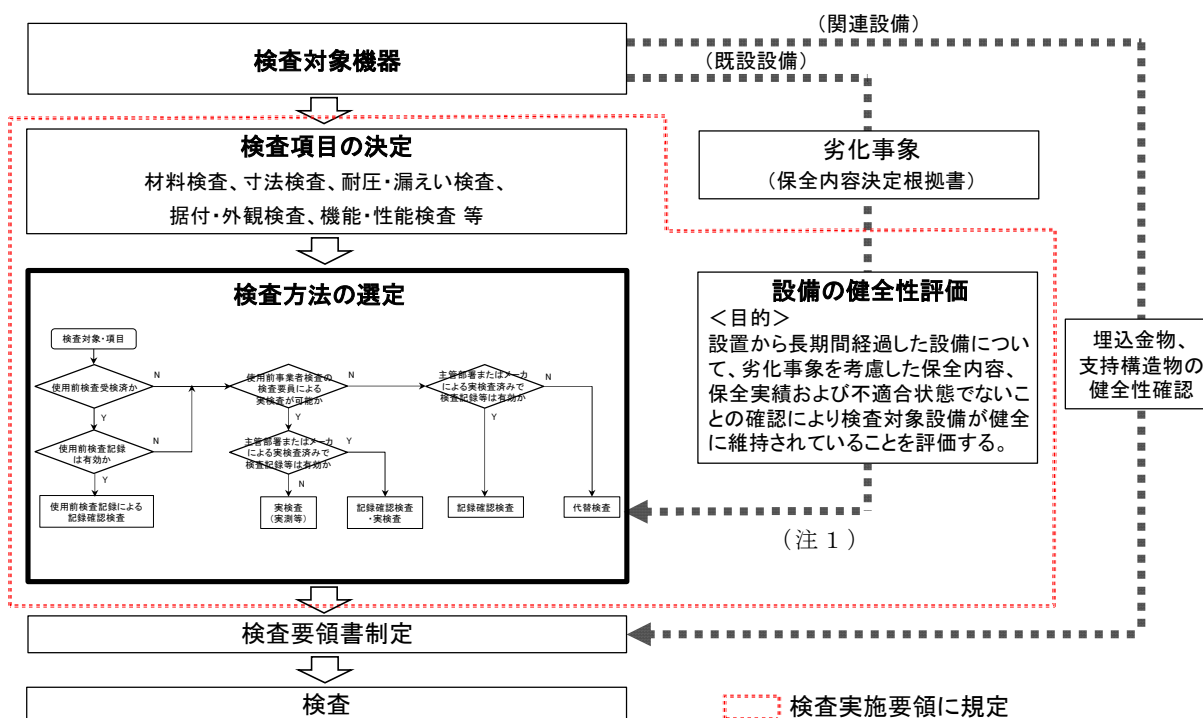 （関連設備）
検査対象機器
（既設設備）
検査項目の決定
材料検査、寸法検査、耐圧・漏えい検査、
据付・外観検査、機能・性能検査 等
劣化事象
（保全内容決定根拠書）
検査方法の選定
検査対象・項目
使用前検査受検済か
N
Y
使用前検査記録
は有効か
N
Y
使用前検査記録による
記録確認検査
使用前事業者検査の
検査要員による
実検査が可能か
N
Y
主管部署またはメーカ
による実検査済みで
検査記録等は有効か
Y
N
実検査
（実測等）
記録確認検査
・実検査
主管部署またはメーカ
による実検査済みで
検査記録等は有効か
N
Y
記録確認検査
代替検査
設備の健全性評価
＜目的＞
設置から長期間経過した設備につい
て、劣化事象を考慮した保全内容、
保全実績および不適合状態でないこ
との確認により検査対象設備が健全
に維持されていることを評価する。
（注１）
埋込金物、
支持構造物の
健全性確認
検査要領書制定
検査
検査実施要領に規定